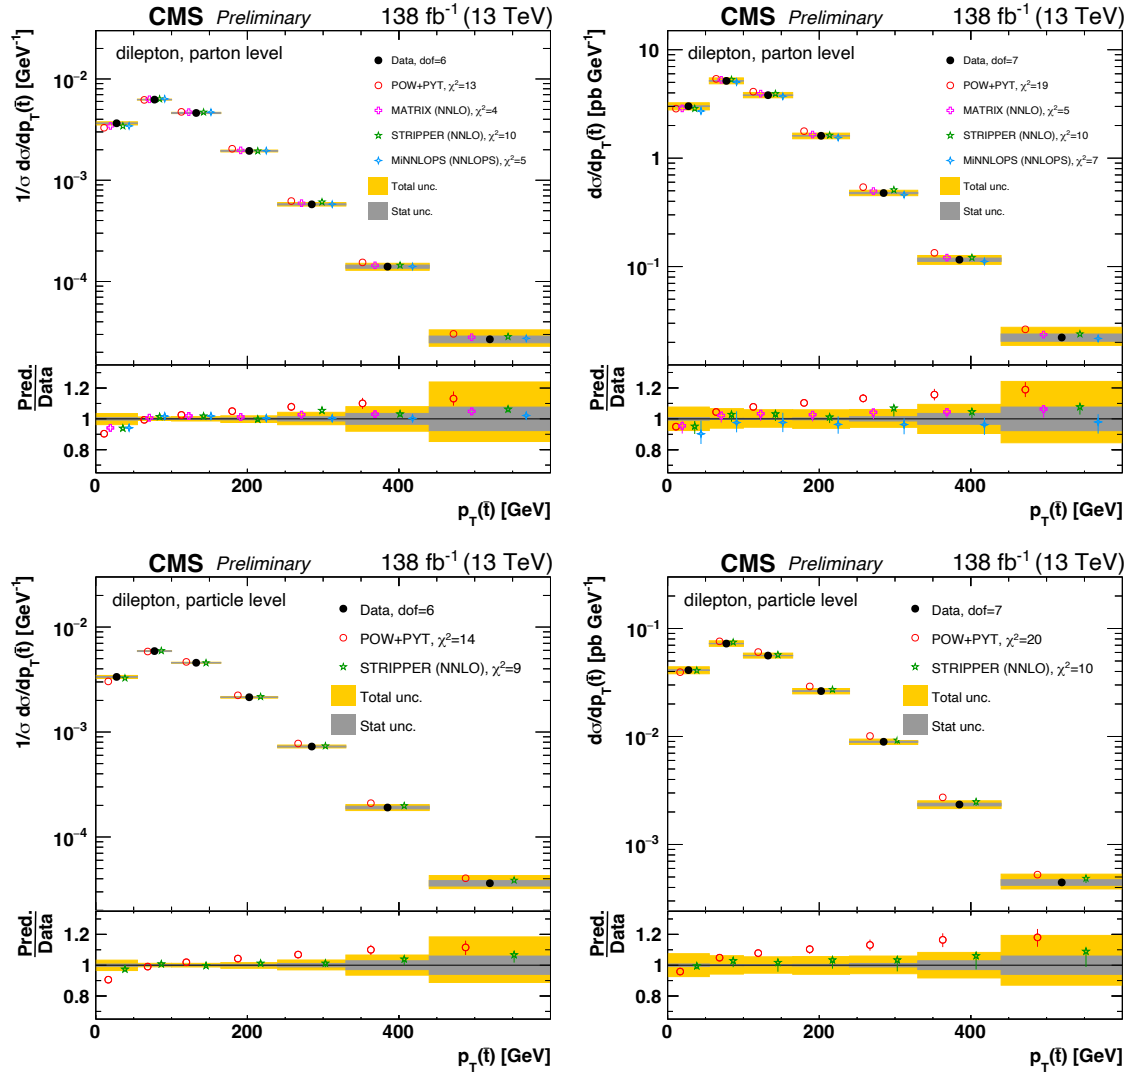 CMS Preliminary 138 fb⁻¹ (13 TeV)
dilepton, parton level
1/σ dσ/dp_T(t̄) [GeV⁻¹]
Data, dof=6
POW+PYT, χ²=13
MATRIX (NNLO), χ²=4
STRIPPER (NNLO), χ²=10
MiNNLOPS (NNLOPS), χ²=5
Total unc.
Stat unc.
10⁻²
10⁻³
10⁻⁴
Pred.
Data
1.2
1
0.8
0 200 400
p_T(t̄) [GeV]
CMS Preliminary 138 fb⁻¹ (13 TeV)
dilepton, parton level
dσ/dp_T(t̄) [pb GeV⁻¹]
Data, dof=7
POW+PYT, χ²=19
MATRIX (NNLO), χ²=5
STRIPPER (NNLO), χ²=10
MiNNLOPS (NNLOPS), χ²=7
Total unc.
Stat unc.
10
1
10⁻¹
Pred.
Data
1.2
1
0.8
0 200 400
p_T(t̄) [GeV]
CMS Preliminary 138 fb⁻¹ (13 TeV)
dilepton, particle level
1/σ dσ/dp_T(t̄) [GeV⁻¹]
Data, dof=6
POW+PYT, χ²=14
STRIPPER (NNLO), χ²=9
Total unc.
Stat unc.
10⁻²
10⁻³
10⁻⁴
Pred.
Data
1.2
1
0.8
0 200 400
p_T(t̄) [GeV]
CMS Preliminary 138 fb⁻¹ (13 TeV)
dilepton, particle level
dσ/dp_T(t̄) [pb GeV⁻¹]
Data, dof=7
POW+PYT, χ²=20
STRIPPER (NNLO), χ²=10
Total unc.
Stat unc.
10⁻¹
10⁻²
10⁻³
Pred.
Data
1.2
1
0.8
0 200 400
p_T(t̄) [GeV]